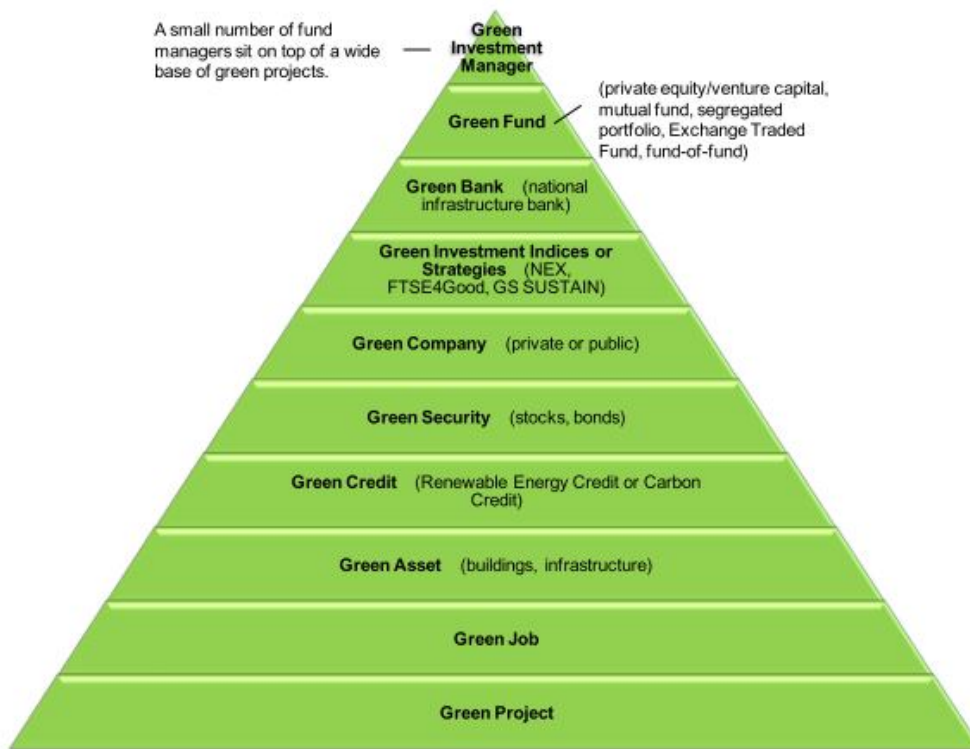 A small number of fund
managers sit on top of a wide
base of green projects.
Green
Investment
Manager
(private equity/venture capital,
mutual fund, segregated
portfolio, Exchange Traded
Fund, fund-of-fund)
Green Fund
Green Bank (national
infrastructure bank)
Green Investment Indices or
Strategies (NEX,
FTSE4Good, GS SUSTAIN)
Green Company (private or public)
Green Security (stocks, bonds)
Green Credit (Renewable Energy Credit or Carbon
Credit)
Green Asset (buildings, infrastructure)
Green Job
Green Project